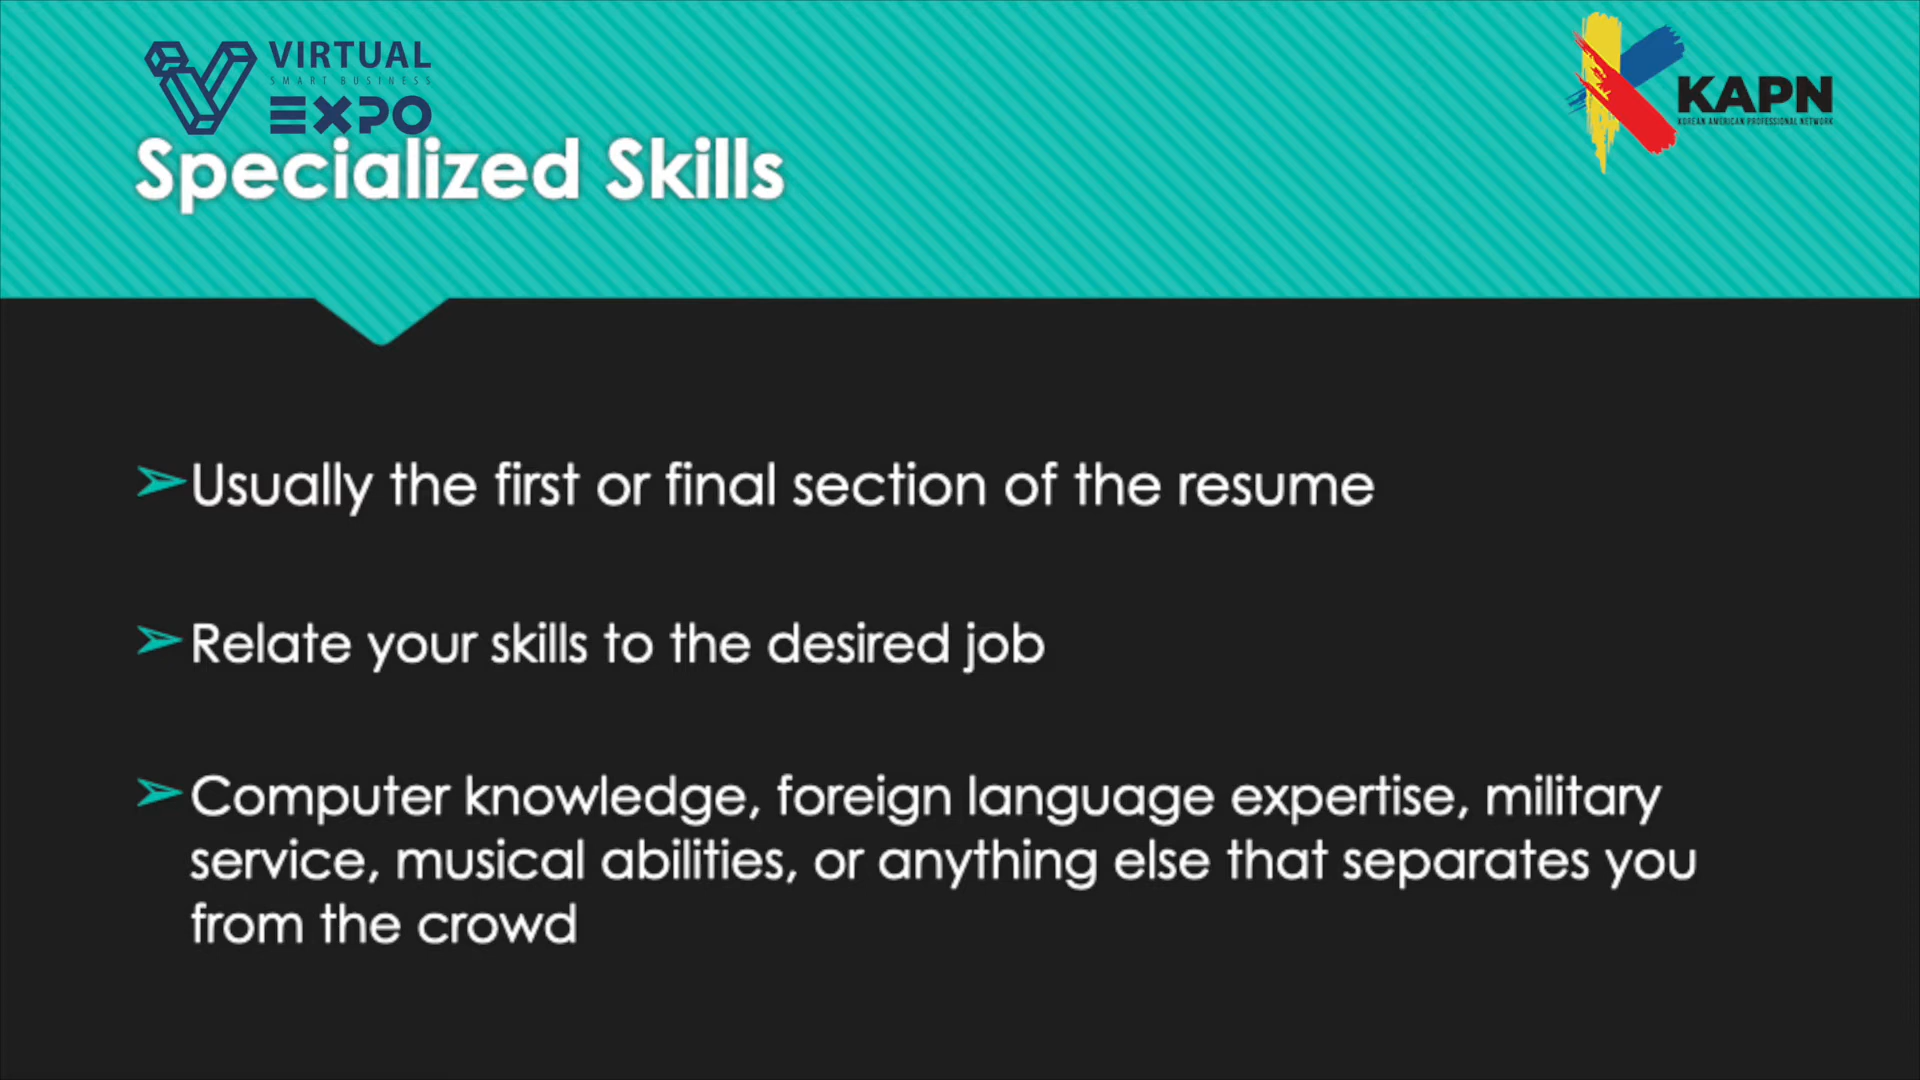 VIRTUAL
SMART BUSINESS
EXPO
KAPN
KOREAN AMERICAN PROFESSIONAL NETWORK
Specialized Skills
➢Usually the first or final section of the resume
➢Relate your skills to the desired job
➢Computer knowledge, foreign language expertise, military
service, musical abilities, or anything else that separates you
from the crowd